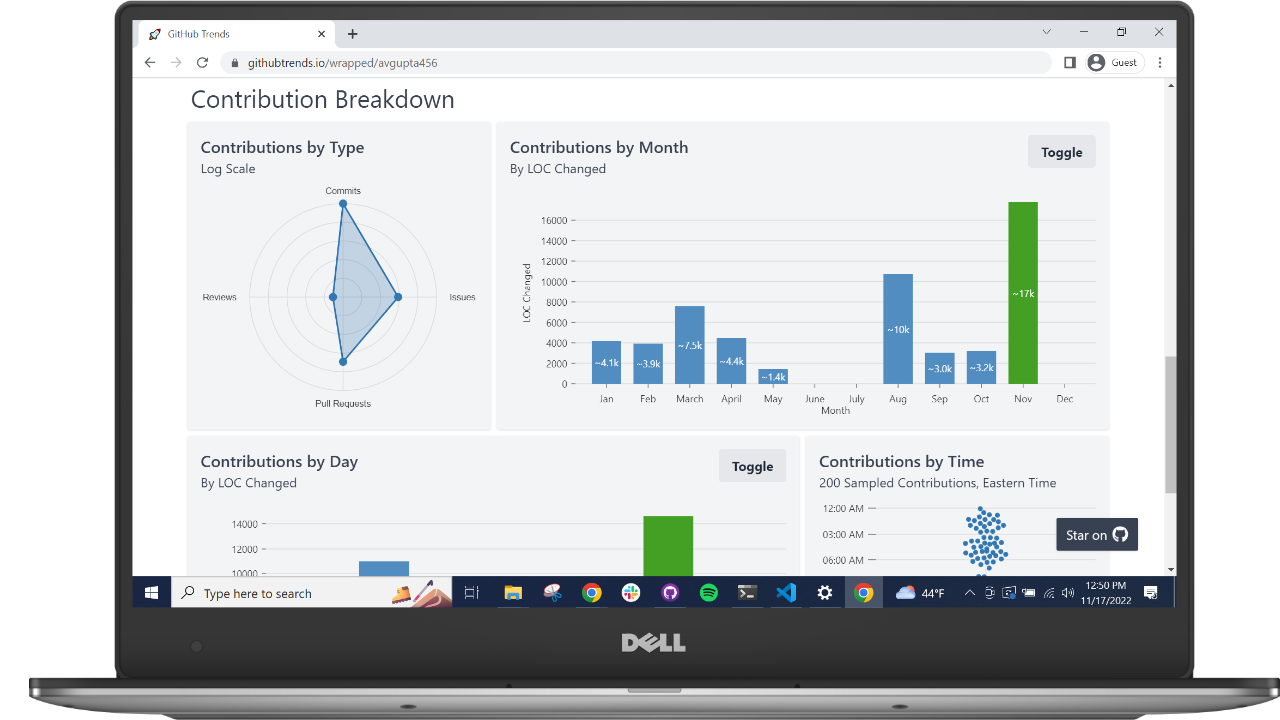 GitHub Trends
githubtrends.io/wrapped/avgupta456
Guest
Contribution Breakdown
Contributions by Type
Log Scale
Commits
Reviews
Issues
Pull Requests
Contributions by Month
By LOC Changed
Toggle
16000
14000
12000
10000
8000
6000
4000
2000
0
LOC Changed
~4.1k
~3.9k
~7.5k
~4.4k
~1.4k
~10k
~3.0k
~3.2k
~17k
Jan Feb March April May June July Aug Sep Oct Nov Dec
Month
Contributions by Day
By LOC Changed
Toggle
14000
12000
10000
Contributions by Time
200 Sampled Contributions, Eastern Time
12:00 AM
03:00 AM
06:00 AM
Star on
Type here to search
44°F
12:50 PM
11/17/2022
DELL